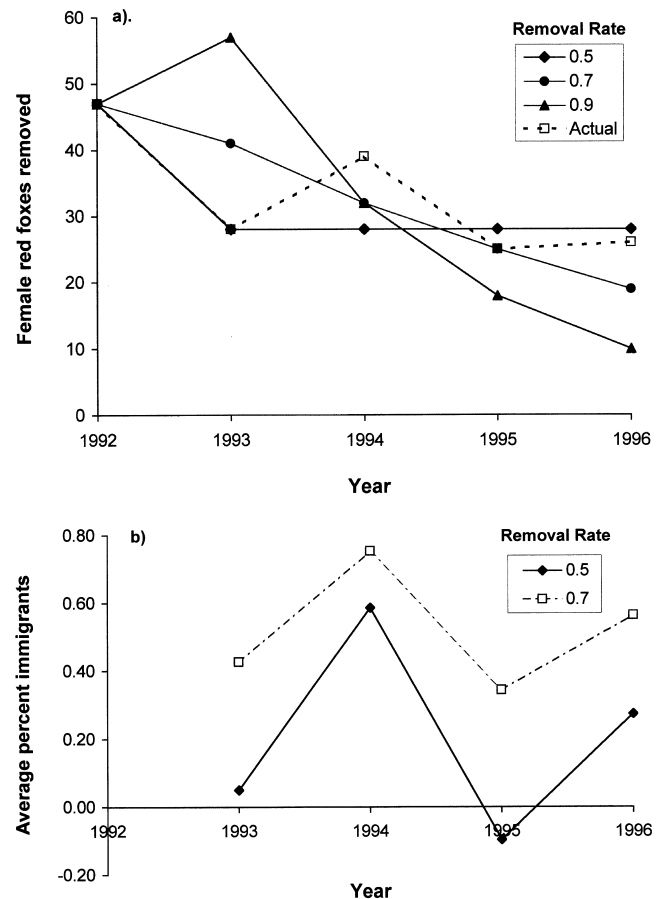 a).
Removal Rate
0.5
0.7
0.9
Actual
Female red foxes removed
60
50
40
30
20
10
0
1992 1993 1994 1995 1996
Year
b)
Removal Rate
0.5
0.7
Average percent immigrants
0.80
0.60
0.40
0.20
0.00
-0.20
1992 1993 1994 1995 1996
Year